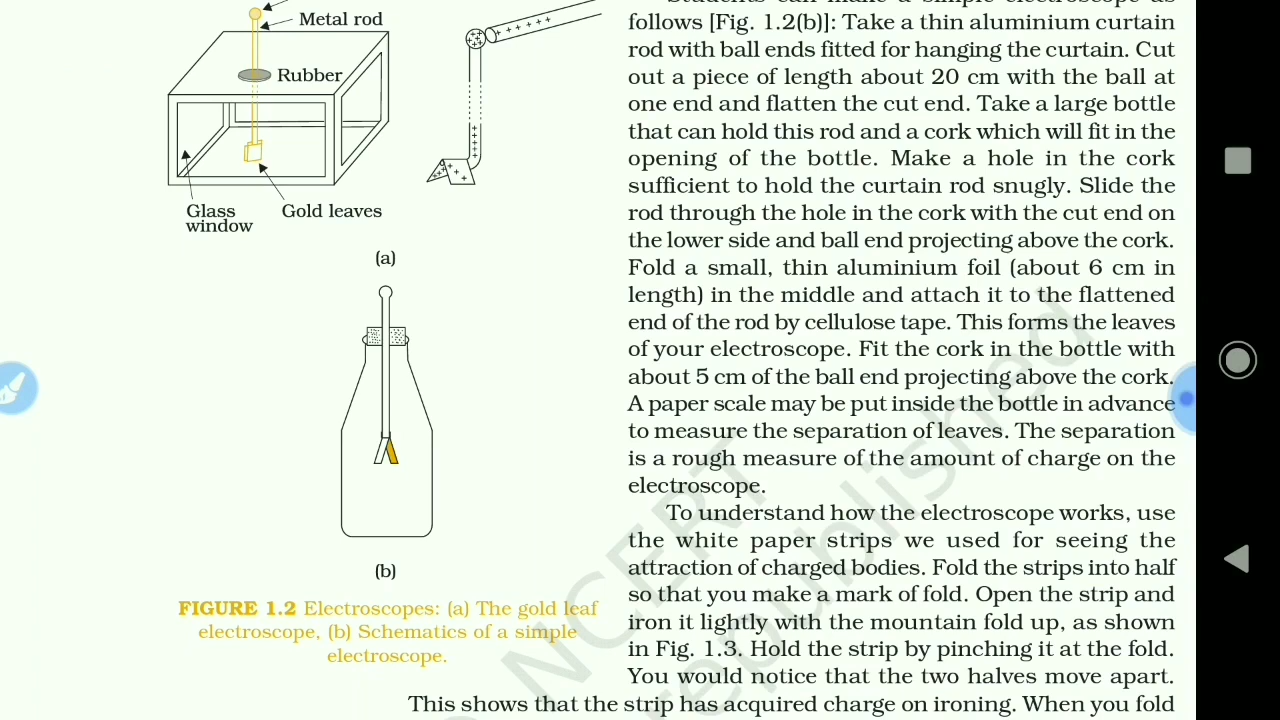 Metal rod
Rubber
Glass
window
Gold leaves
(a)
(b)
FIGURE 1.2 Electroscopes: (a) The gold leaf
electroscope, (b) Schematics of a simple
electroscope.
follows [Fig. 1.2(b)]: Take a thin aluminium curtain
rod with ball ends fitted for hanging the curtain. Cut
out a piece of length about 20 cm with the ball at
one end and flatten the cut end. Take a large bottle
that can hold this rod and a cork which will fit in the
opening of the bottle. Make a hole in the cork
sufficient to hold the curtain rod snugly. Slide the
rod through the hole in the cork with the cut end on
the lower side and ball end projecting above the cork.
Fold a small, thin aluminium foil (about 6 cm in
length) in the middle and attach it to the flattened
end of the rod by cellulose tape. This forms the leaves
of your electroscope. Fit the cork in the bottle with
about 5 cm of the ball end projecting above the cork.
A paper scale may be put inside the bottle in advance
to measure the separation of leaves. The separation
is a rough measure of the amount of charge on the
electroscope.
To understand how the electroscope works, use
the white paper strips we used for seeing the
attraction of charged bodies. Fold the strips into half
so that you make a mark of fold. Open the strip and
iron it lightly with the mountain fold up, as shown
in Fig. 1.3. Hold the strip by pinching it at the fold.
You would notice that the two halves move apart.
This shows that the strip has acquired charge on ironing. When you fold
NCERT
republished